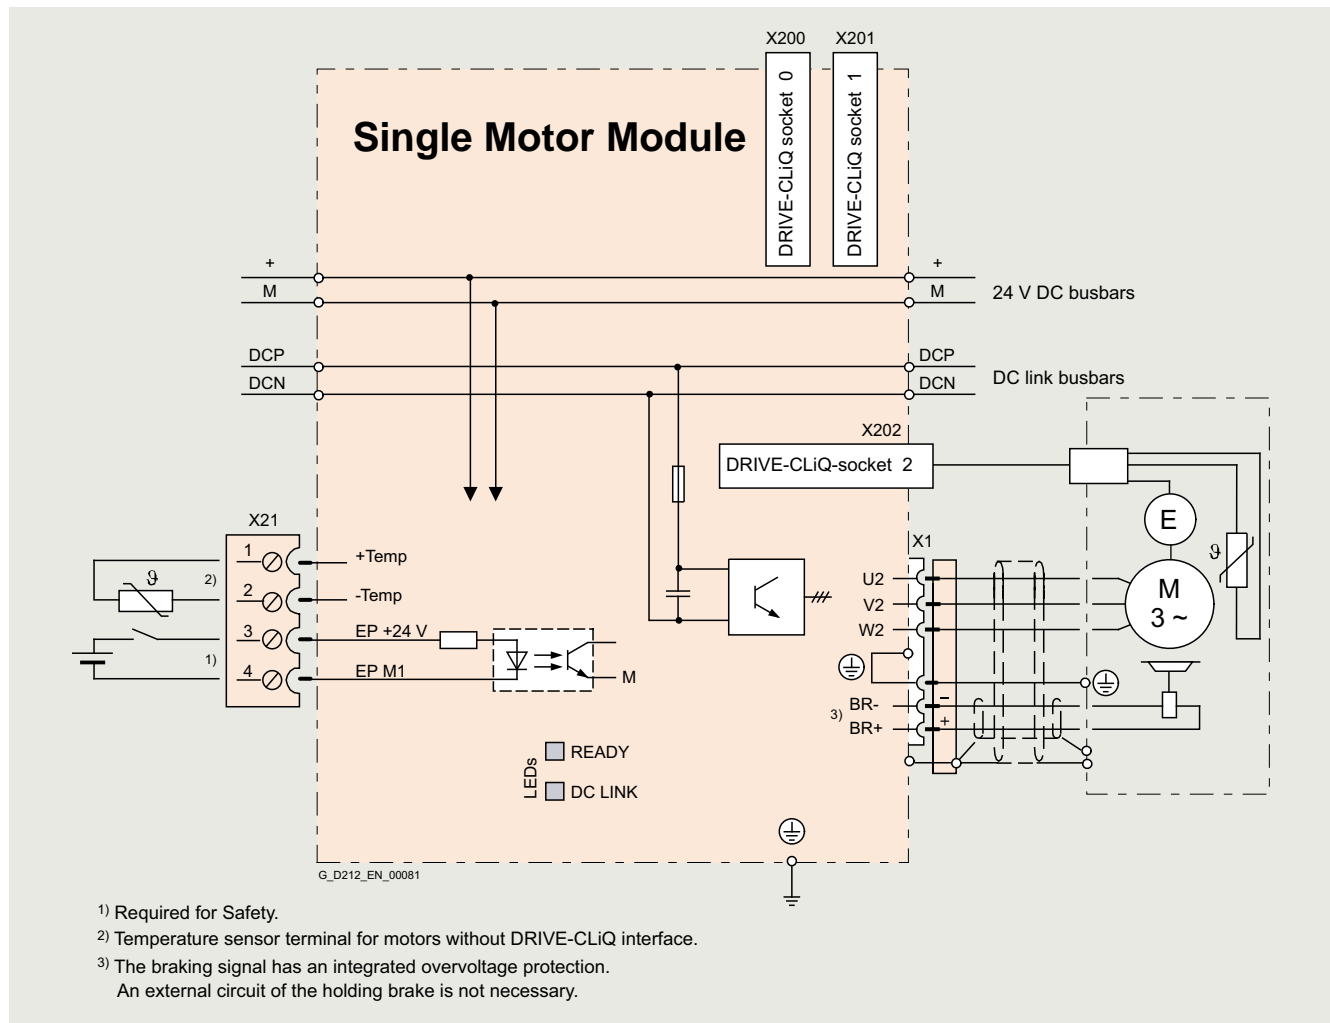 X200 X201
DRIVE-CLiQ socket 0
DRIVE-CLiQ socket 1
Single Motor Module
+ +
M M 24 V DC busbars
DCP DCP
DCN DCN DC link busbars
X202
DRIVE-CLiQ-socket 2
X21
X1
E
ϑ
1 +Temp
ϑ 2)
2 -Temp
U2
M
3 ~
V2
W2
3 EP +24 V
1)
4 EP M1
M
3) BR- −
BR+ +
LEDs
READY
DC LINK
G_D212_EN_00081
1) Required for Safety.
2) Temperature sensor terminal for motors without DRIVE-CLiQ interface.
3) The braking signal has an integrated overvoltage protection.
An external circuit of the holding brake is not necessary.